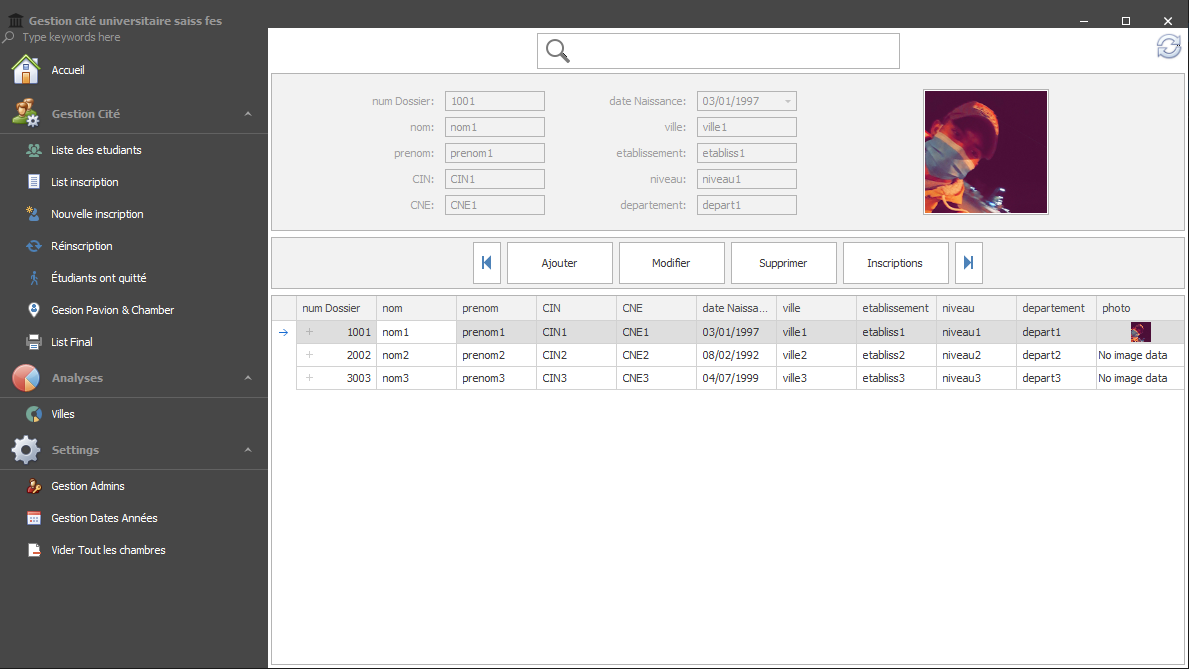 Gestion cité universitaire saiss fes
Type keywords here
Accueil
Gestion Cité
Liste des etudiants
List inscription
Nouvelle inscription
Réinscription
Étudiants ont quitté
Gesion Pavion & Chamber
List Final
Analyses
Villes
Settings
Gestion Admins
Gestion Dates Années
Vider Tout les chambres
num Dossier: 1001 date Naissance: 03/01/1997
nom: nom1 ville: ville1
prenom: prenom1 etablissement: etabliss1
CIN: CIN1 niveau: niveau1
CNE: CNE1 departement: depart1
Ajouter Modifier Supprimer Inscriptions
num Dossier nom prenom CIN CNE date Naissa... ville etablissement niveau departement photo
1001 nom1 prenom1 CIN1 CNE1 03/01/1997 ville1 etabliss1 niveau1 depart1
2002 nom2 prenom2 CIN2 CNE2 08/02/1992 ville2 etabliss2 niveau2 depart2 No image data
3003 nom3 prenom3 CIN3 CNE3 04/07/1999 ville3 etabliss3 niveau3 depart3 No image data